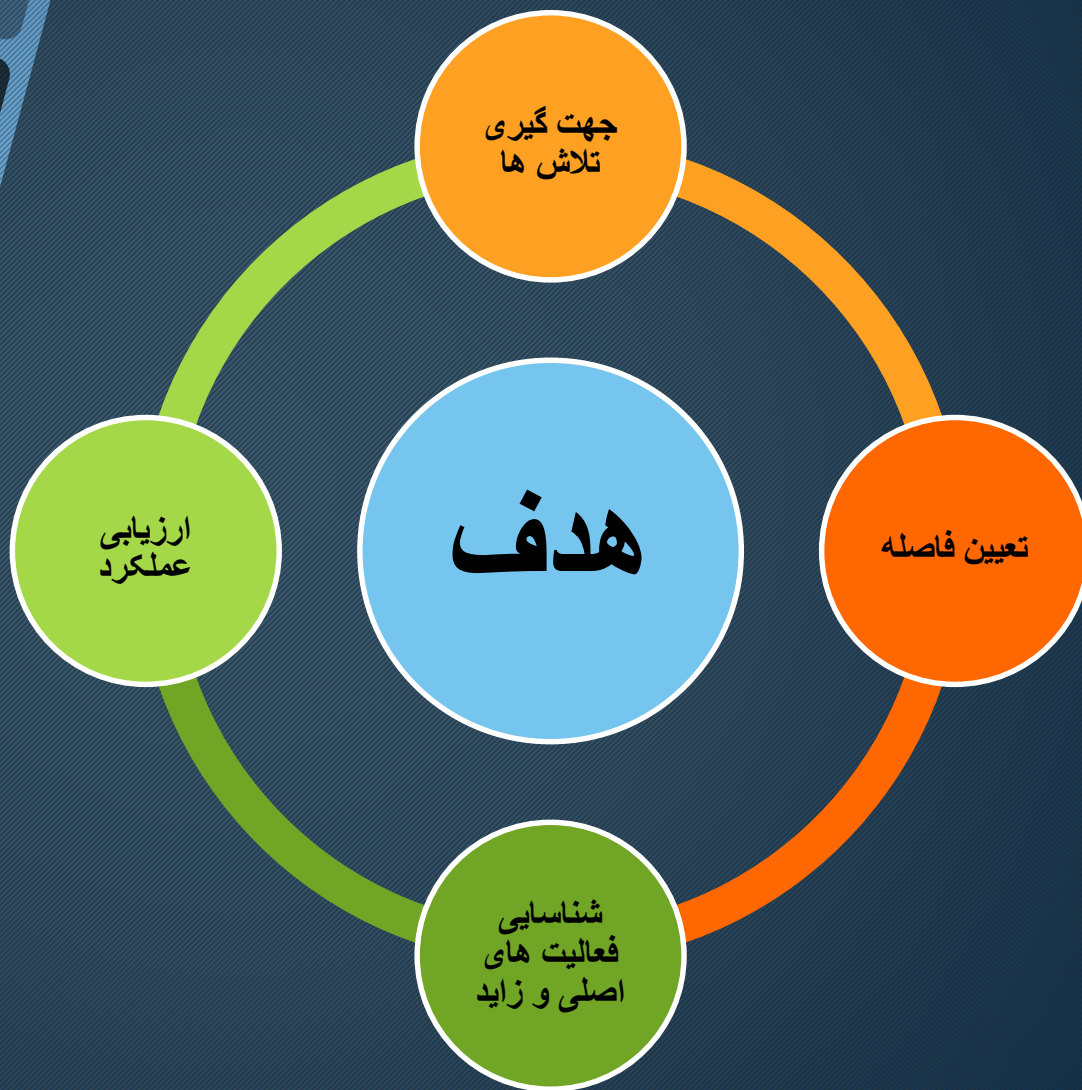 جهت گیری
تلاش ها
هدف
تعیین فاصله
ارزیابی
عملکرد
شناسایی
فعالیت های
اصلی و زاید